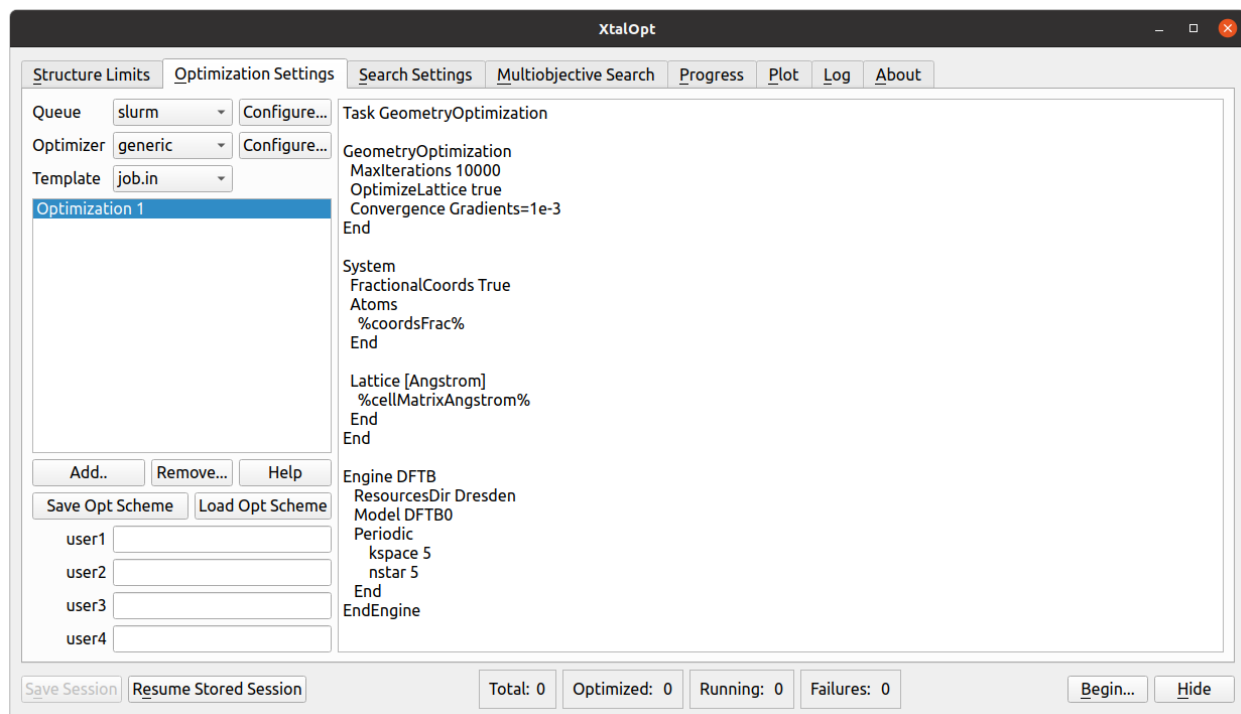 XtalOpt
Structure Limits Optimization Settings Search Settings Multiobjective Search Progress Plot Log About
Queue slurm Configure...
Optimizer generic Configure...
Template job.in
Optimization 1
Add.. Remove... Help
Save Opt Scheme Load Opt Scheme
user1
user2
user3
user4
Task GeometryOptimization
GeometryOptimization
MaxIterations 10000
OptimizeLattice true
Convergence Gradients=1e-3
End
System
FractionalCoords True
Atoms
%coordsFrac%
End
Lattice [Angstrom]
%cellMatrixAngstrom%
End
End
Engine DFTB
ResourcesDir Dresden
Model DFTB0
Periodic
kspace 5
nstar 5
End
EndEngine
Save Session Resume Stored Session Total: 0 Optimized: 0 Running: 0 Failures: 0 Begin... Hide